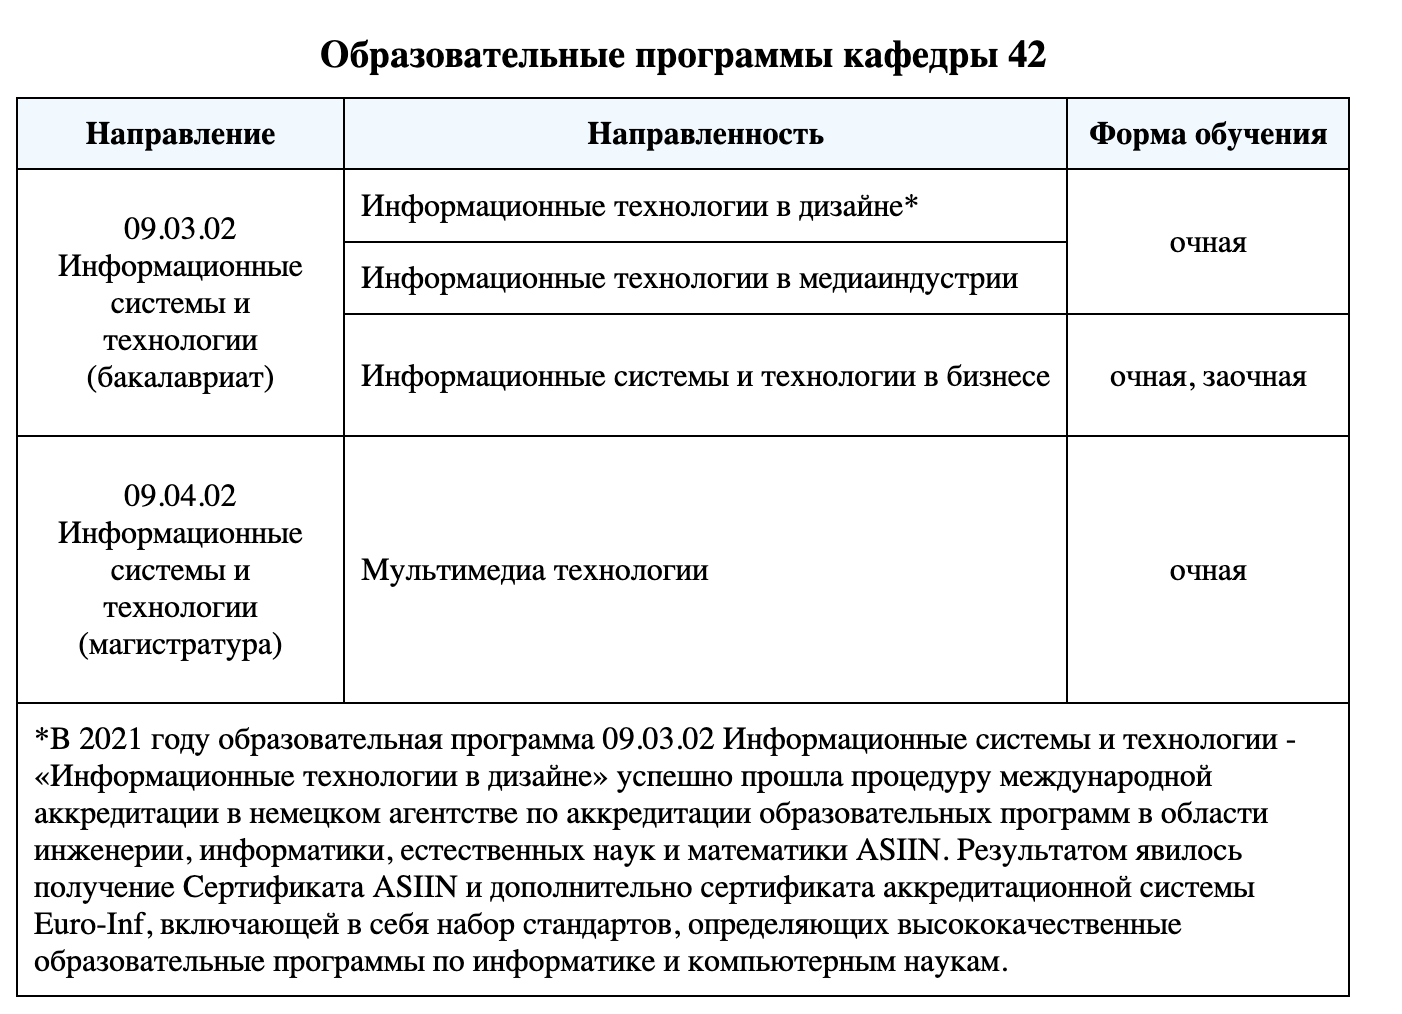 Образовательные программы кафедры 42
Направление
Направленность
Форма обучения
09.03.02
Информационные
системы и
технологии
(бакалавриат)
Информационные технологии в дизайне*
Информационные технологии в медиаиндустрии
очная
Информационные системы и технологии в бизнесе
очная, заочная
09.04.02
Информационные
системы и
технологии
(магистратура)
Мультимедиа технологии
очная
*В 2021 году образовательная программа 09.03.02 Информационные системы и технологии -
«Информационные технологии в дизайне» успешно прошла процедуру международной
аккредитации в немецком агентстве по аккредитации образовательных программ в области
инженерии, информатики, естественных наук и математики ASIIN. Результатом явилось
получение Сертификата ASIIN и дополнительно сертификата аккредитационной системы
Euro-Inf, включающей в себя набор стандартов, определяющих высококачественные
образовательные программы по информатике и компьютерным наукам.